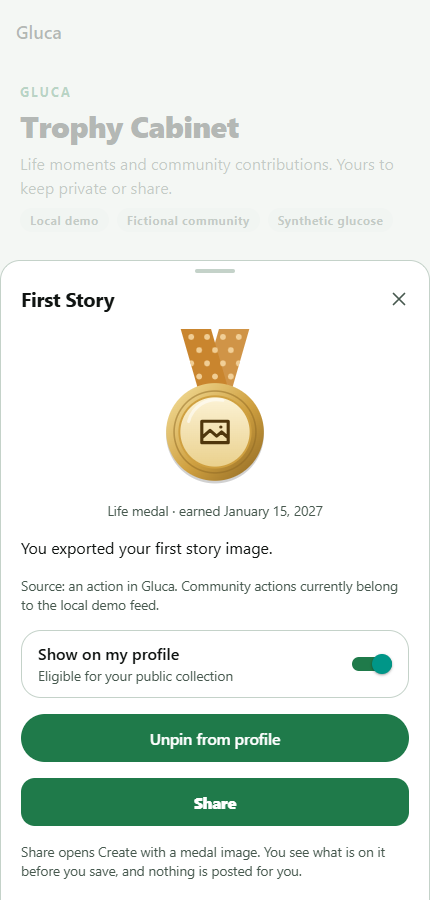 Gluca
GLUCA
Trophy Cabinet
Life moments and community contributions. Yours to
keep private or share.
Local demo
Fictional community
Synthetic glucose
First Story
Life medal · earned January 15, 2027
You exported your first story image.
Source: an action in Gluca. Community actions currently belong
to the local demo feed.
Show on my profile
Eligible for your public collection
Unpin from profile
Share
Share opens Create with a medal image. You see what is on it
before you save, and nothing is posted for you.